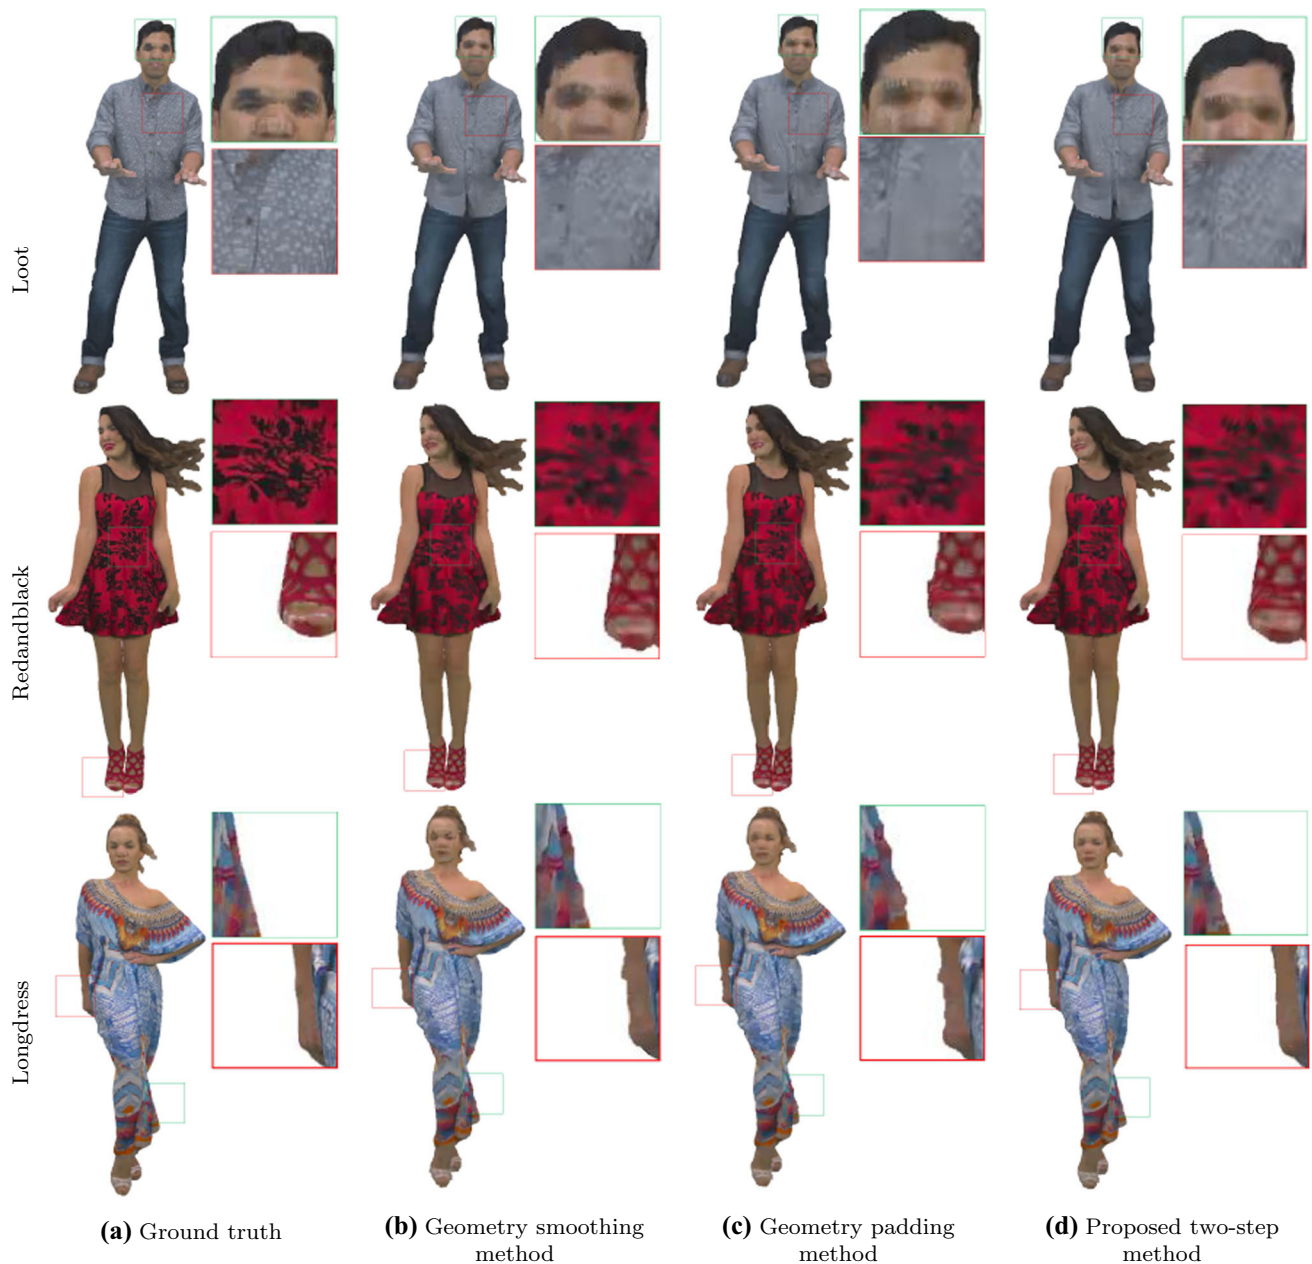 Loot
Redandblack
Longdress
(a) Ground truth
(b) Geometry smoothing
method
(c) Geometry padding
method
(d) Proposed two-step
method